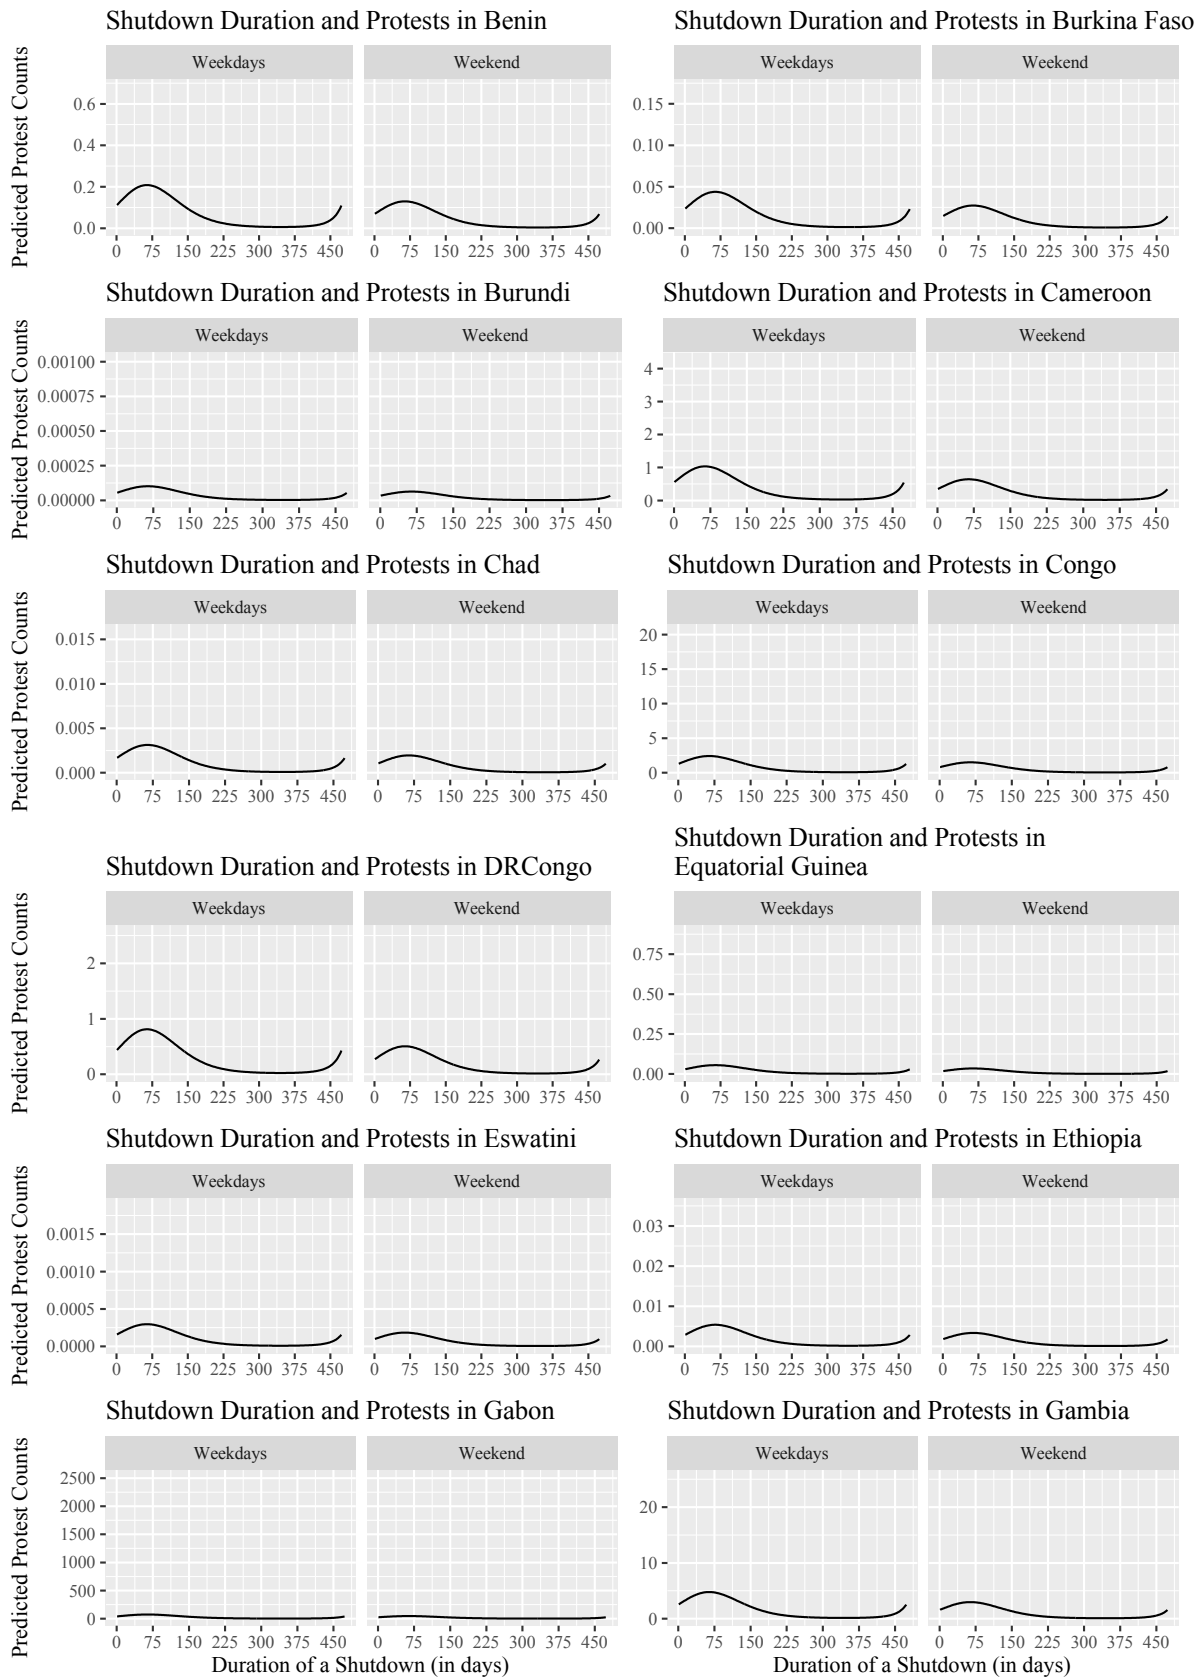 Shutdown Duration and Protests in Benin
Shutdown Duration and Protests in Burkina Faso
Predicted Protest Counts
Weekdays
Weekend
Weekdays
Weekend
0.6
0.4
0.2
0.0
0.15
0.10
0.05
0.00
0 75 150 225 300 375 450
0 75 150 225 300 375 450
0 75 150 225 300 375 450
0 75 150 225 300 375 450
Shutdown Duration and Protests in Burundi
Shutdown Duration and Protests in Cameroon
Predicted Protest Counts
Weekdays
Weekend
Weekdays
Weekend
0.00100
0.00075
0.00050
0.00025
0.00000
4
3
2
1
0
0 75 150 225 300 375 450
0 75 150 225 300 375 450
0 75 150 225 300 375 450
0 75 150 225 300 375 450
Shutdown Duration and Protests in Chad
Shutdown Duration and Protests in Congo
Predicted Protest Counts
Weekdays
Weekend
Weekdays
Weekend
0.015
0.010
0.005
0.000
20
15
10
5
0
0 75 150 225 300 375 450
0 75 150 225 300 375 450
0 75 150 225 300 375 450
0 75 150 225 300 375 450
Shutdown Duration and Protests in DRCongo
Shutdown Duration and Protests in
Equatorial Guinea
Predicted Protest Counts
Weekdays
Weekend
Weekdays
Weekend
2
1
0
0.75
0.50
0.25
0.00
0 75 150 225 300 375 450
0 75 150 225 300 375 450
0 75 150 225 300 375 450
0 75 150 225 300 375 450
Shutdown Duration and Protests in Eswatini
Shutdown Duration and Protests in Ethiopia
Predicted Protest Counts
Weekdays
Weekend
Weekdays
Weekend
0.0015
0.0010
0.0005
0.0000
0.03
0.02
0.01
0.00
0 75 150 225 300 375 450
0 75 150 225 300 375 450
0 75 150 225 300 375 450
0 75 150 225 300 375 450
Shutdown Duration and Protests in Gabon
Shutdown Duration and Protests in Gambia
Predicted Protest Counts
Weekdays
Weekend
Weekdays
Weekend
2500
2000
1500
1000
500
0
20
10
0
0 75 150 225 300 375 450
0 75 150 225 300 375 450
0 75 150 225 300 375 450
0 75 150 225 300 375 450
Duration of a Shutdown (in days)
Duration of a Shutdown (in days)